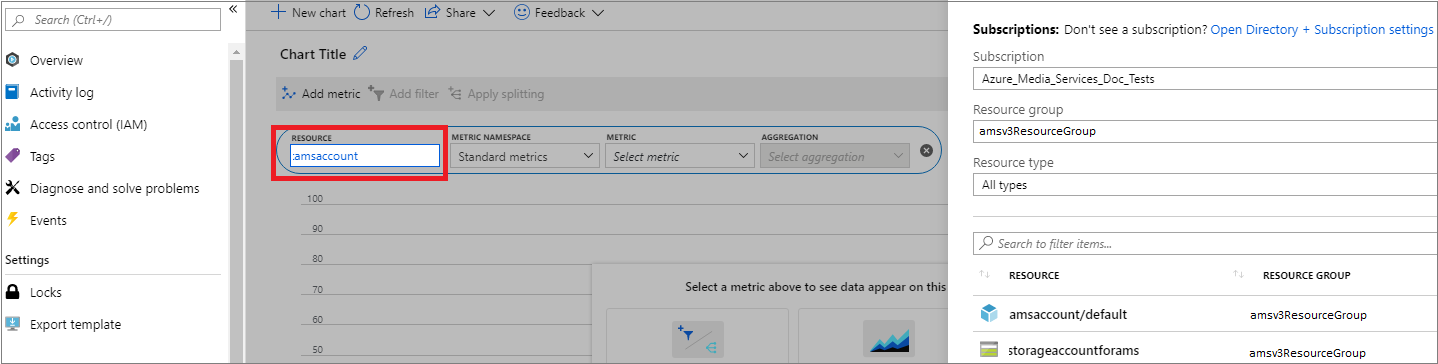 Search (Ctrl+/)
«
Overview
Activity log
Access control (IAM)
Tags
Diagnose and solve problems
Events
Settings
Locks
Export template
New chart Refresh Share Feedback
Chart Title
Add metric Add filter Apply splitting
RESOURCE METRIC NAMESPACE METRIC AGGREGATION
amsaccount Standard metrics Select metric Select aggregation
100
90
80
70
60
50
Select a metric above to see data appear on this
Subscriptions: Don't see a subscription? Open Directory + Subscription settings
Subscription
Azure_Media_Services_Doc_Tests
Resource group
amsv3ResourceGroup
Resource type
All types
Search to filter items...
RESOURCE RESOURCE GROUP
amsaccount/default amsv3ResourceGroup
storageaccountforams amsv3ResourceGroup